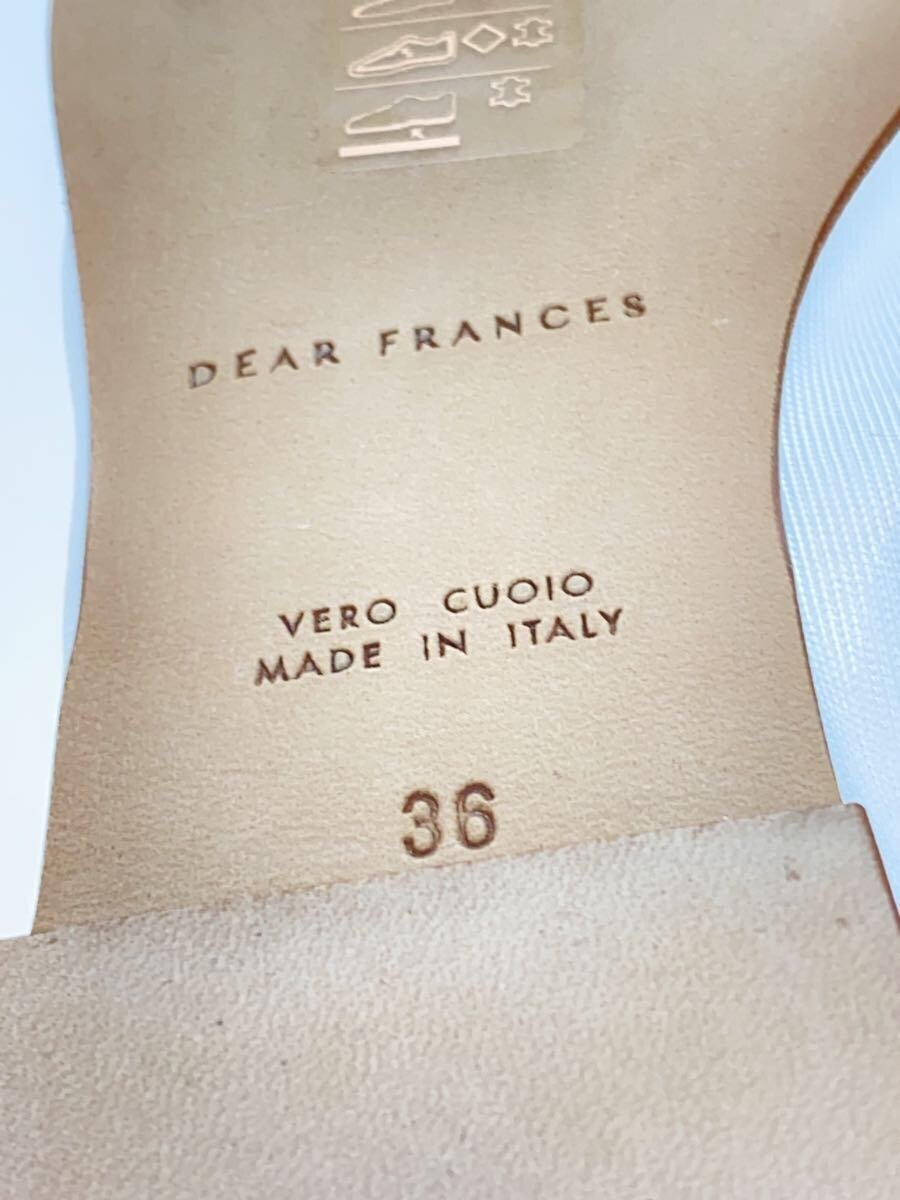 DEAR FRANCES
VERO CUOIO
MADE IN ITALY
36